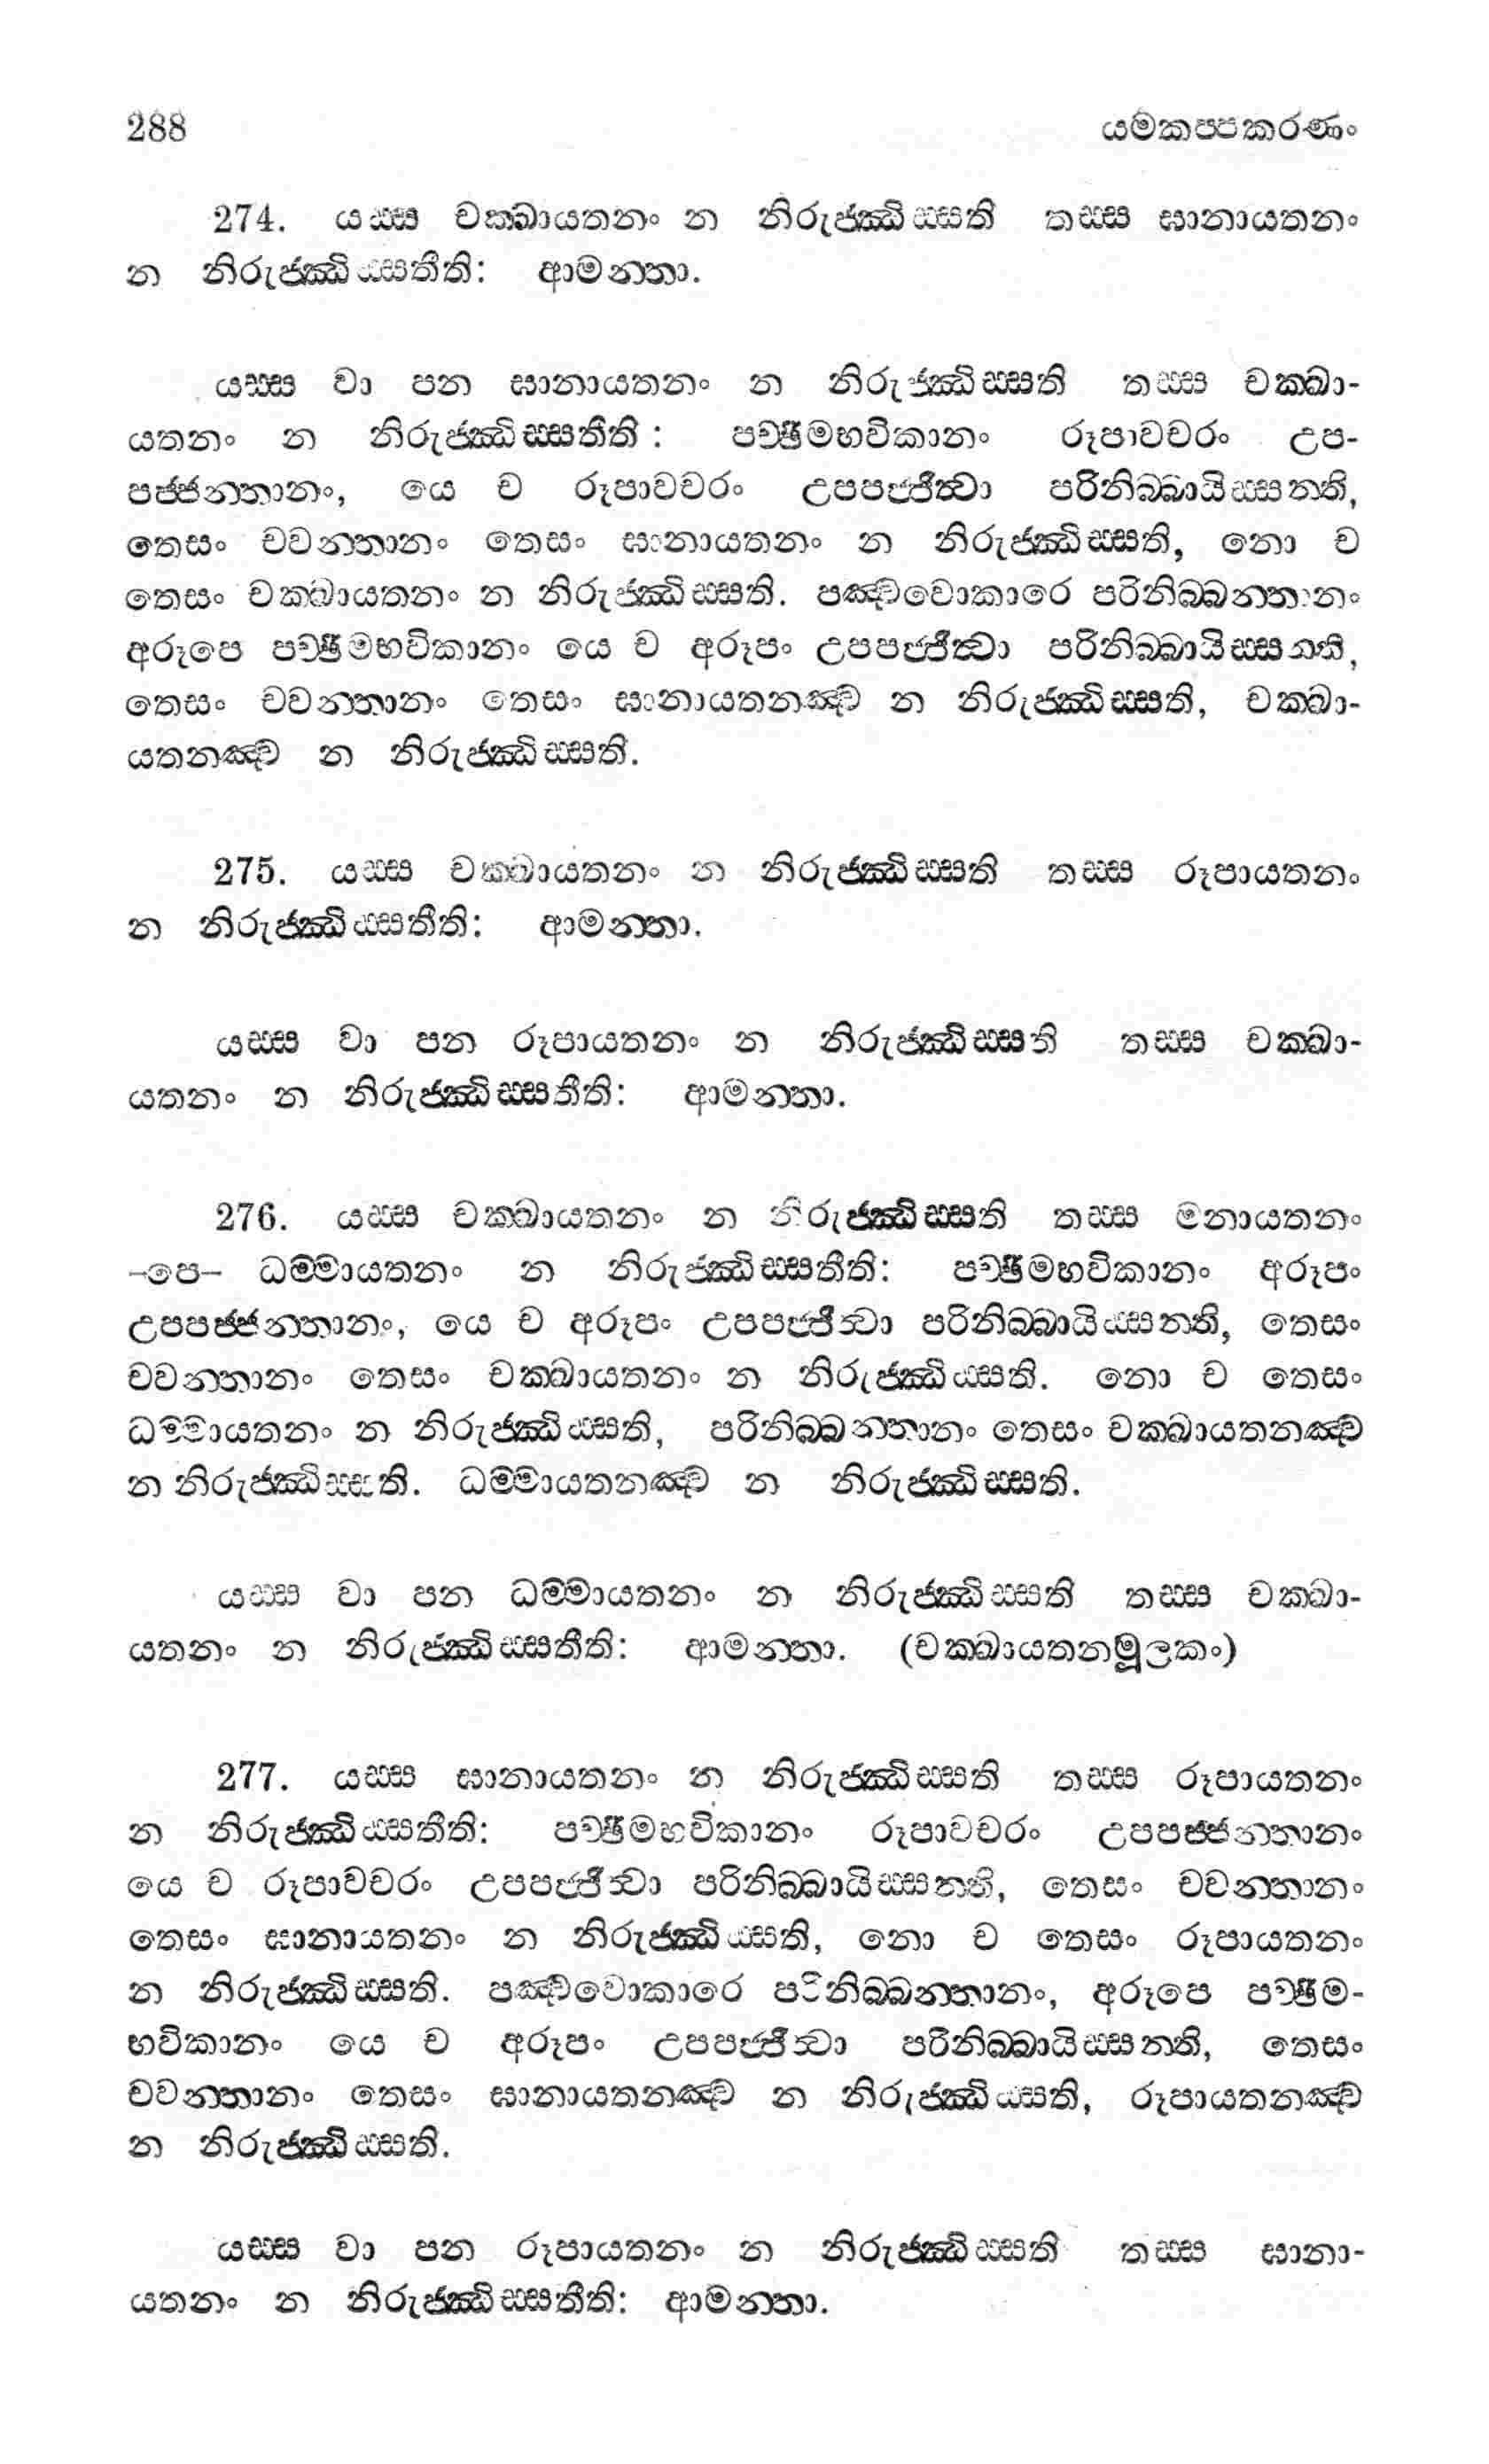 288 යමකප්පකරණං
274. යස්ස චක්ඛායතනං න නිරුජ්ඣිස්සති තස්ස ඝානායතනං
න නිරුජ්ඣිස්සතීති: ආමන්තා.
යස්ස වා පන ඝානායතනං න නිරුජ්ඣිස්සති තස්ස චක්ඛා-
යතනං න නිරුජ්ඣිස්සතීති: පච්ඡිමභවිකානං රූපාවචරං උප-
පජ්ජන්තානං, යෙ ච රූපාවචරං උපපජ්ජිත්වා පරිනිබ්බායිස්සන්ති,
තෙසං චවන්තානං තෙසං ඝානායතනං න නිරුජ්ඣිස්සති, නො ච
තෙසං චක්ඛායතනං න නිරුජ්ඣිස්සති. පඤ්චවොකාරෙ පරිනිබ්බන්තානං
අරූපෙ පච්ඡිමභවිකානං යෙ ච අරූපං උපපජ්ජිත්වා පරිනිබ්බායිස්සන්ති,
තෙසං චවන්තානං තෙසං ඝානායතනඤ්ච න නිරුජ්ඣිස්සති, චක්ඛා-
යතනඤ්ච න නිරුජ්ඣිස්සති.
275. යස්ස චක්ඛායතනං න නිරුජ්ඣිස්සති තස්ස රූපායතනං
න නිරුජ්ඣිස්සතීති: ආමන්තා.
යස්ස වා පන රූපායතනං න නිරුජ්ඣිස්සති තස්ස චක්ඛා-
යතනං න නිරුජ්ඣිස්සතීති: ආමන්තා.
276. යස්ස චක්ඛායතනං න නිරුජ්ඣිස්සති තස්ස මනායතනං
–පෙ– ධම්මායතනං න නිරුජ්ඣිස්සතීති: පච්ඡිමභවිකානං අරූපං
උපපජ්ජන්තානං, යෙ ච අරූපං උපපජ්ජිත්වා පරිනිබ්බායිස්සන්ති, තෙසං
චවන්තානං තෙසං චක්ඛායතනං න නිරුජ්ඣිස්සති. නො ච තෙසං
ධම්මායතනං න නිරුජ්ඣිස්සති, පරිනිබ්බන්තානං තෙසං චක්ඛායතනඤ්ච
න නිරුජ්ඣිස්සති. ධම්මායතනඤ්ච න නිරුජ්ඣිස්සති.
යස්ස වා පන ධම්මායතනං න නිරුජ්ඣිස්සති තස්ස චක්ඛා-
යතනං න නිරුජ්ඣිස්සතීති: ආමන්තා. (චක්ඛායතනමූලකං)
277. යස්ස ඝානායතනං න නිරුජ්ඣිස්සති තස්ස රූපායතනං
න නිරුජ්ඣිස්සතීති: පච්ඡිමභවිකානං රූපාවචරං උපපජ්ජන්තානං
යෙ ච රූපාවචරං උපපජ්ජිත්වා පරිනිබ්බායිස්සන්ති, තෙසං චවන්තානං
තෙසං ඝානායතනං න නිරුජ්ඣිස්සති, නො ච තෙසං රූපායතනං
න නිරුජ්ඣිස්සති. පඤ්චවොකාරෙ පරිනිබ්බන්තානං, අරූපෙ පච්ඡිම-
භවිකානං යෙ ච අරූපං උපපජ්ජිත්වා පරිනිබ්බායිස්සන්ති, තෙසං
චවන්තානං තෙසං ඝානායතනඤ්ච න නිරුජ්ඣිස්සති, රූපායතනඤ්ච
න නිරුජ්ඣිස්සති.
යස්ස වා පන රූපායතනං න නිරුජ්ඣිස්සති තස්ස ඝානා-
යතනං න නිරුජ්ඣිස්සතීති: ආමන්තා.